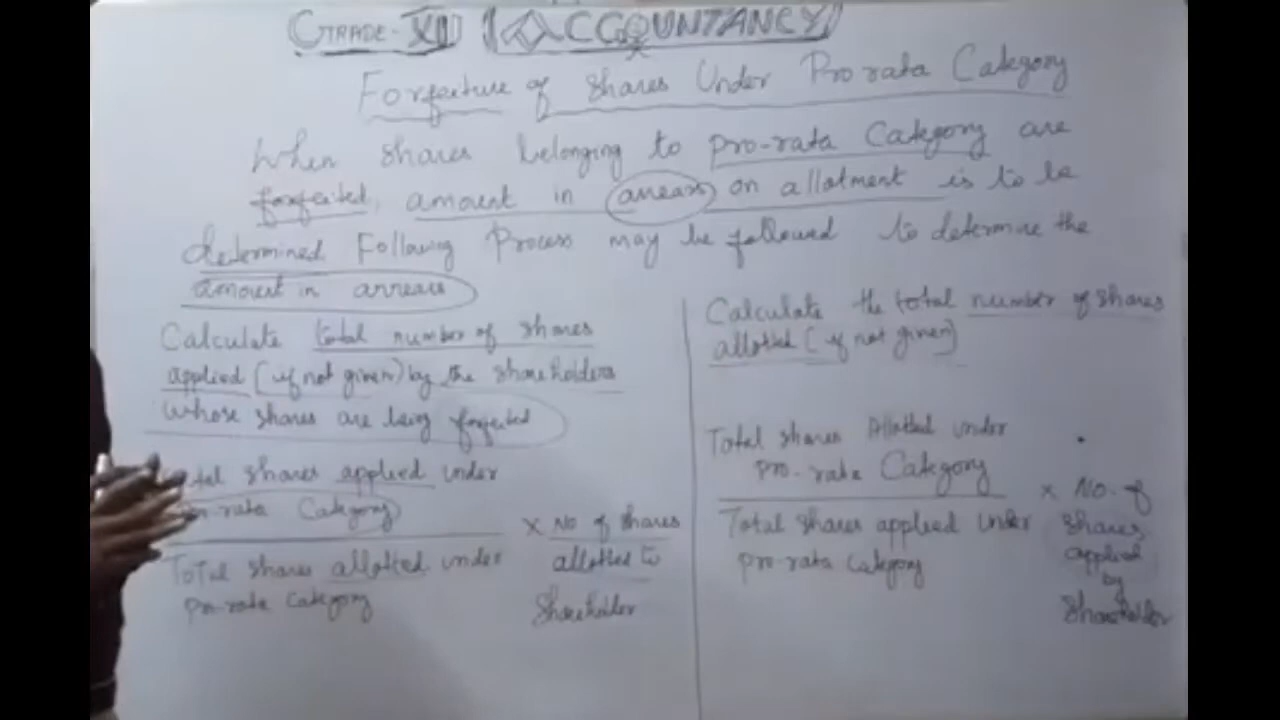 GRADE-XII ACCOUNTANCY
Forfeiture of Shares Under Pro rata Category
When shares belonging to pro-rata Category are
forfeited, amount in arrears on allotment is to be
determined Following Process may be followed to determine the
amount in arrears
Calculate total number of shares
applied (if not given) by the shareholders
whose shares are being forfeited
tal shares applied under
o-rata Category
Total shares allotted under
pro-rata Category
x No of shares
allotted to
Shareholder
Calculate the total number of shares
allotted (if not given)
Total shares Allotted under
pro-rata Category
Total shares applied under
pro-rata Category
x No. of
shares
applied
by
Shareholder